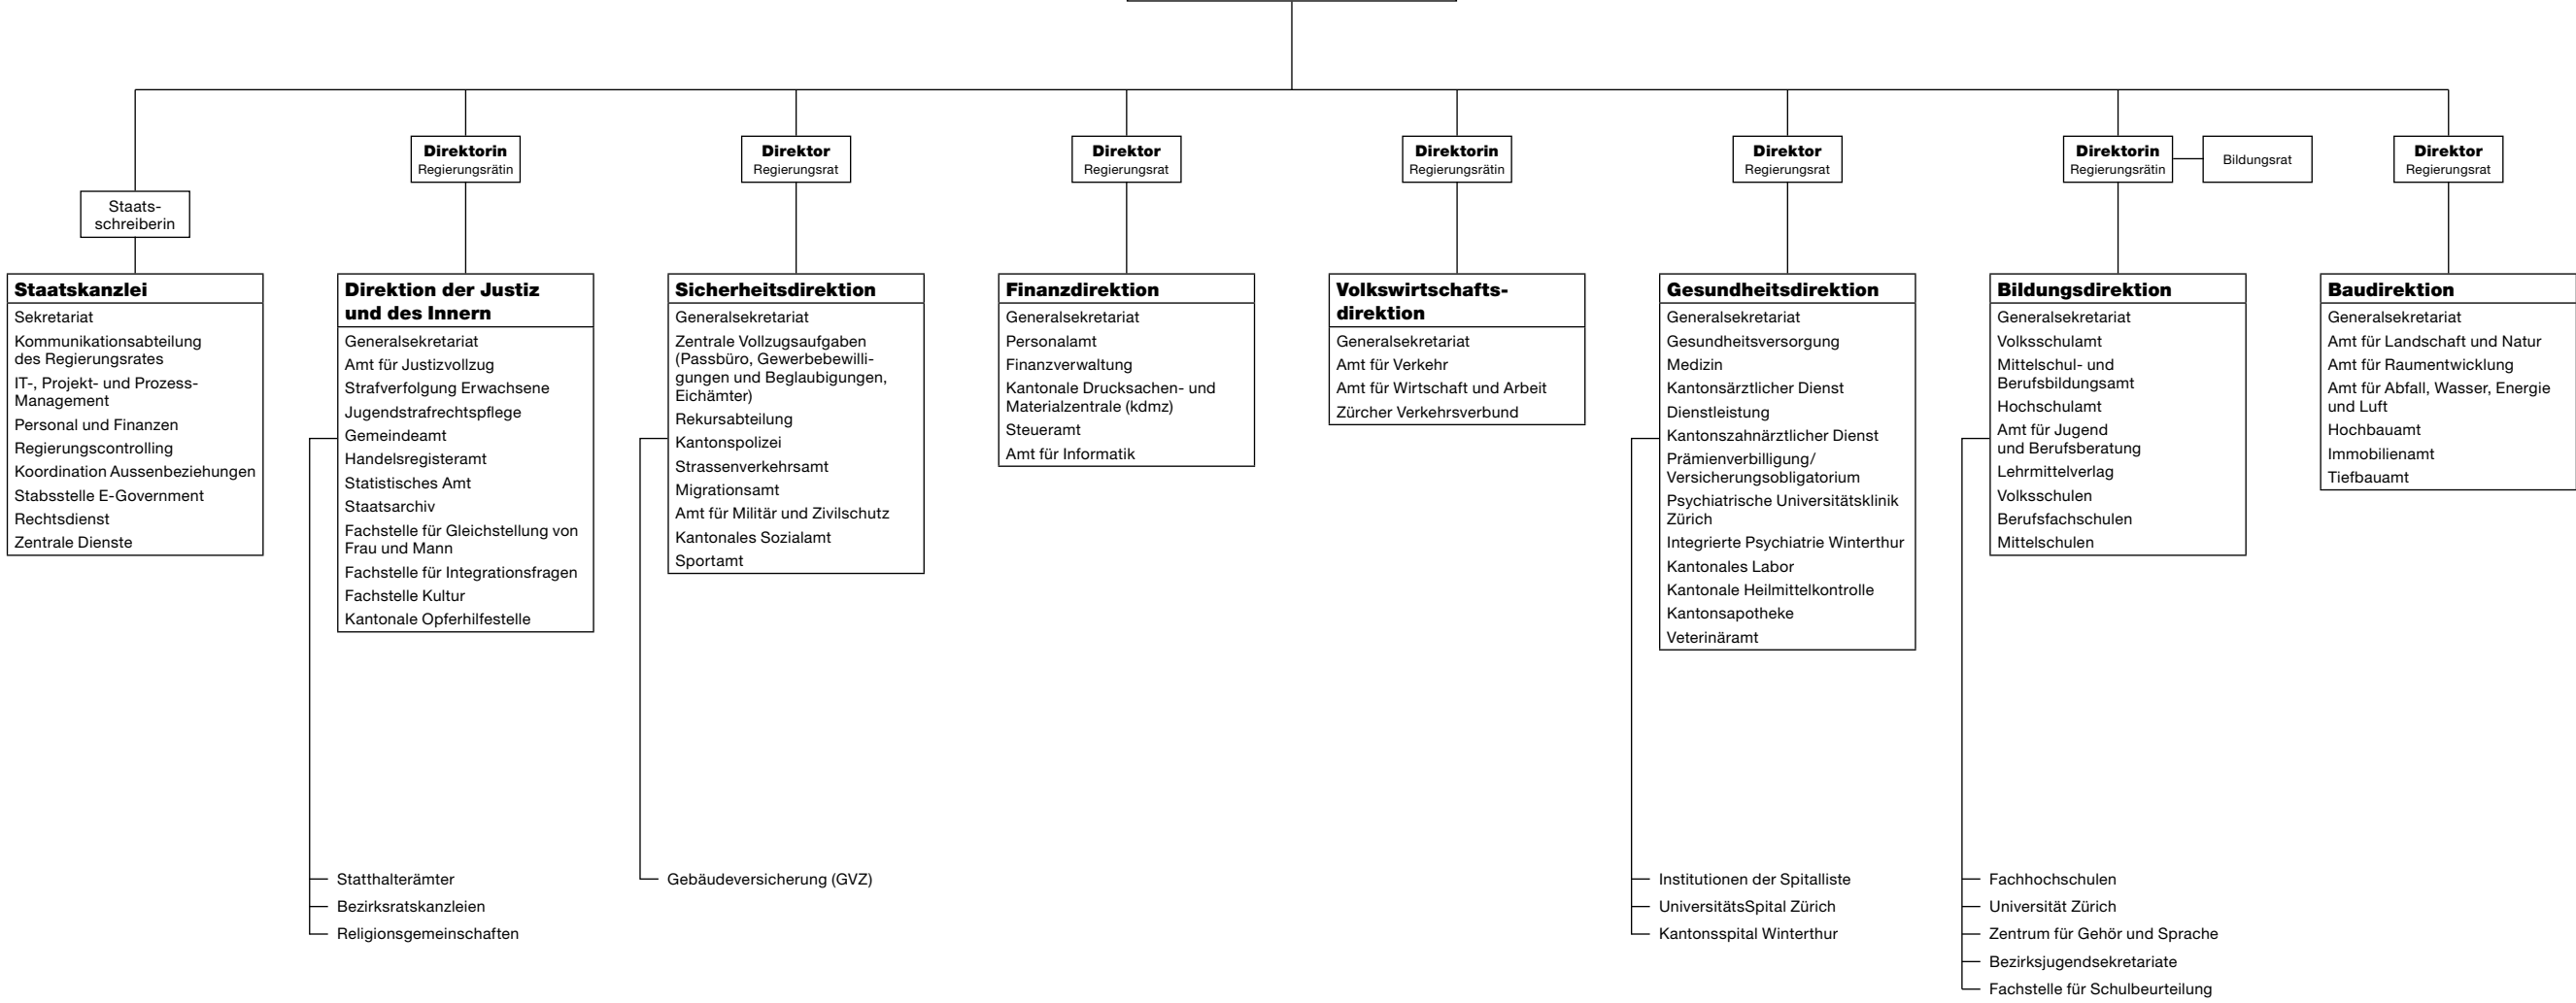 Staats-
schreiberin
Staatskanzlei
Sekretariat
Kommunikationsabteilung
des Regierungsrates
IT-, Projekt- und Prozess-
Management
Personal und Finanzen
Regierungscontrolling
Koordination Aussenbeziehungen
Stabsstelle E-Government
Rechtsdienst
Zentrale Dienste
Direktorin
Regierungsrätin
Direktion der Justiz
und des Innern
Generalsekretariat
Amt für Justizvollzug
Strafverfolgung Erwachsene
Jugendstrafrechtspflege
Gemeindeamt
Handelsregisteramt
Statistisches Amt
Staatsarchiv
Fachstelle für Gleichstellung von
Frau und Mann
Fachstelle für Integrationsfragen
Fachstelle Kultur
Kantonale Opferhilfestelle
Statthalterämter
Bezirksratskanzleien
Religionsgemeinschaften
Direktor
Regierungsrat
Sicherheitsdirektion
Generalsekretariat
Zentrale Vollzugsaufgaben
(Passbüro, Gewerbebewilli-
gungen und Beglaubigungen,
Eichämter)
Rekursabteilung
Kantonspolizei
Strassenverkehrsamt
Migrationsamt
Amt für Militär und Zivilschutz
Kantonales Sozialamt
Sportamt
Gebäudeversicherung (GVZ)
Direktor
Regierungsrat
Finanzdirektion
Generalsekretariat
Personalamt
Finanzverwaltung
Kantonale Drucksachen- und
Materialzentrale (kdmz)
Steueramt
Amt für Informatik
Direktorin
Regierungsrätin
Volkswirtschafts-
direktion
Generalsekretariat
Amt für Verkehr
Amt für Wirtschaft und Arbeit
Zürcher Verkehrsverbund
Direktor
Regierungsrat
Gesundheitsdirektion
Generalsekretariat
Gesundheitsversorgung
Medizin
Kantonsärztlicher Dienst
Dienstleistung
Kantonszahnärztlicher Dienst
Prämienverbilligung/
Versicherungsobligatorium
Psychiatrische Universitätsklinik
Zürich
Integrierte Psychiatrie Winterthur
Kantonales Labor
Kantonale Heilmittelkontrolle
Kantonsapotheke
Veterinäramt
Institutionen der Spitalliste
UniversitätsSpital Zürich
Kantonsspital Winterthur
Direktorin
Regierungsrätin
Bildungsrat
Bildungsdirektion
Generalsekretariat
Volksschulamt
Mittelschul- und
Berufsbildungsamt
Hochschulamt
Amt für Jugend
und Berufsberatung
Lehrmittelverlag
Volksschulen
Berufsfachschulen
Mittelschulen
Fachhochschulen
Universität Zürich
Zentrum für Gehör und Sprache
Bezirksjugendsekretariate
Fachstelle für Schulbeurteilung
Direktor
Regierungsrat
Baudirektion
Generalsekretariat
Amt für Landschaft und Natur
Amt für Raumentwicklung
Amt für Abfall, Wasser, Energie
und Luft
Hochbauamt
Immobilienamt
Tiefbauamt